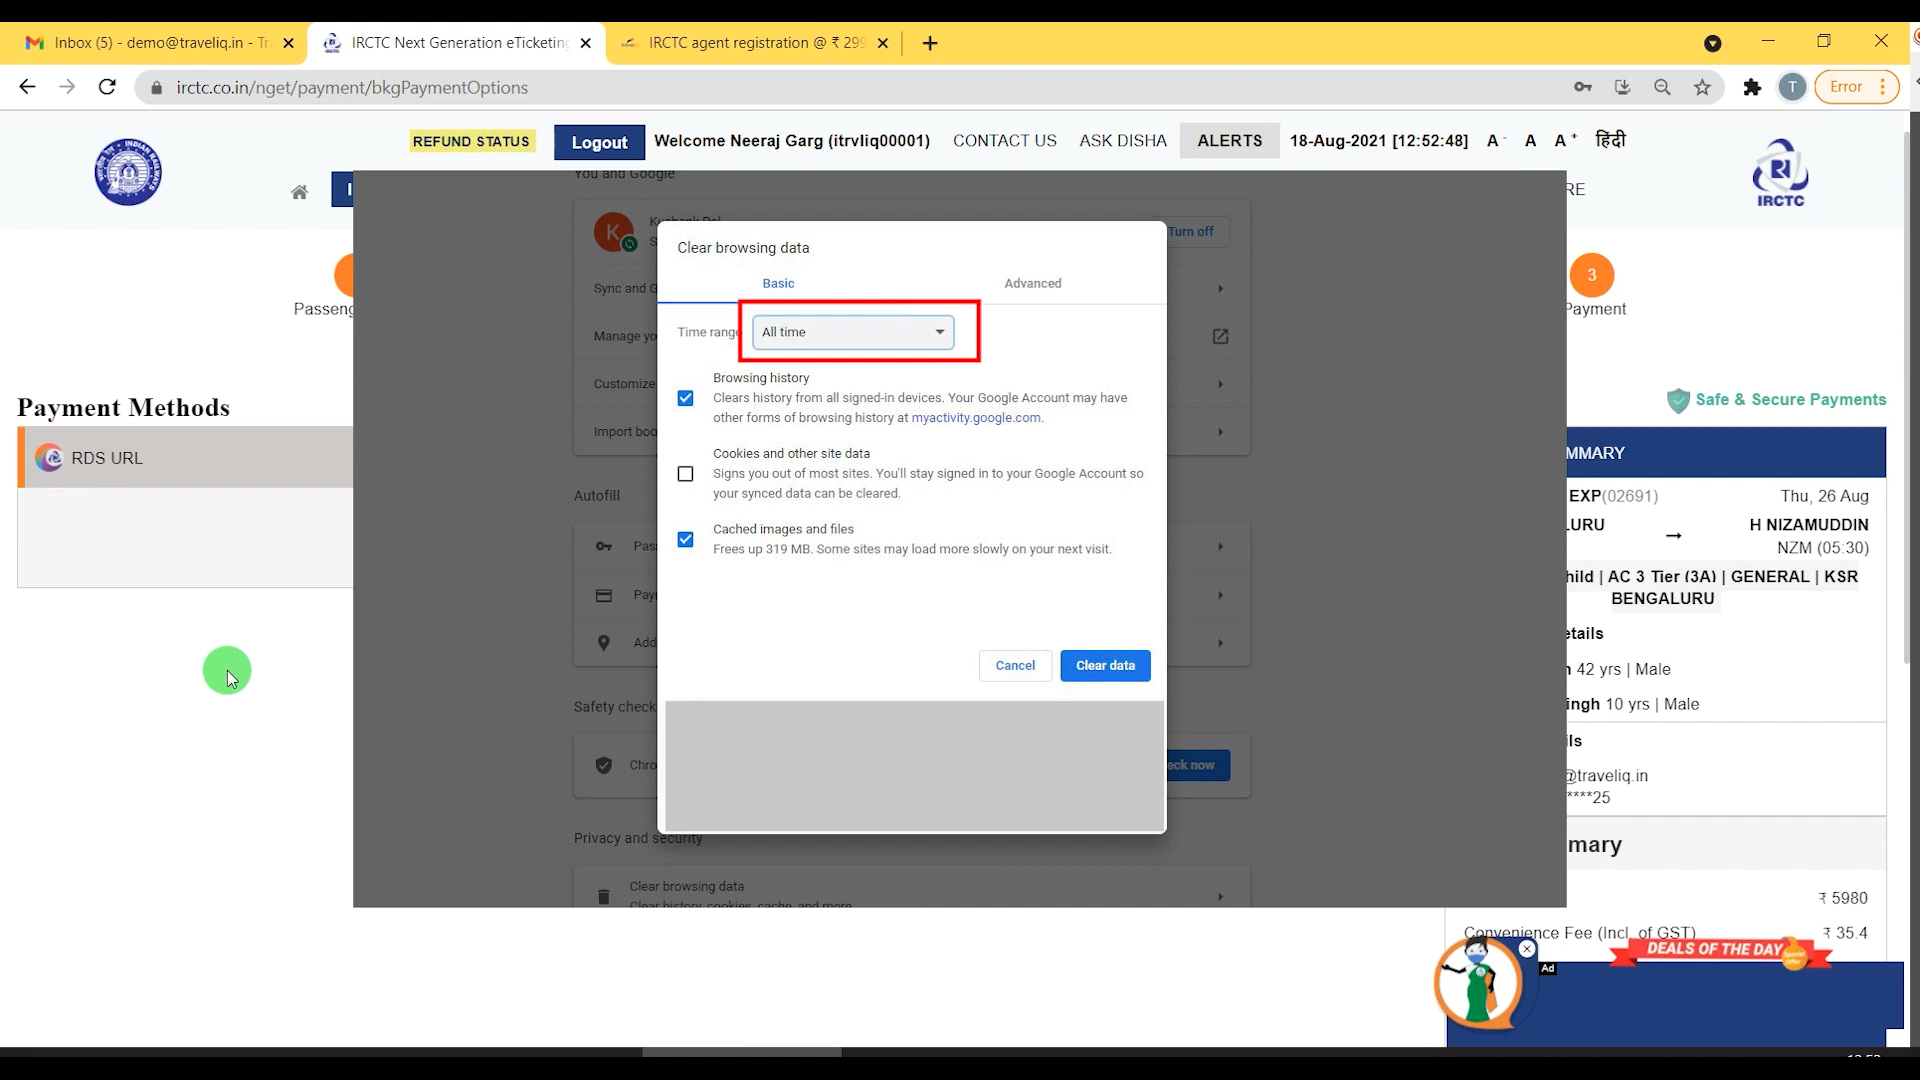 Inbox (5) - demo@traveliq.in - Tr
IRCTC Next Generation eTicketing
IRCTC agent registration @ ₹ 299
irctc.co.in/nget/payment/bkgPaymentOptions
T
Error
REFUND STATUS
Logout
Welcome Neeraj Garg (itrvliq00001)
CONTACT US
ASK DISHA
ALERTS
18-Aug-2021 [12:52:48]
A-
A
A+
हिंदी
INDIAN RAILWAYS
I
RE
IRCTC
You and Google
K
Turn off
Sync and G
Manage yo
Customize
Import boo
Autofill
Pas
Pay
Add
Safety check
Chro
eck now
Privacy and security
Clear browsing data
Clear history, cookies, cache, and more
Clear browsing data
Basic
Advanced
Time range
All time
Browsing history
Clears history from all signed-in devices. Your Google Account may have
other forms of browsing history at myactivity.google.com.
Cookies and other site data
Signs you out of most sites. You'll stay signed in to your Google Account so
your synced data can be cleared.
Cached images and files
Frees up 319 MB. Some sites may load more slowly on your next visit.
Cancel
Clear data
Passeng
3
Payment
Payment Methods
RDS URL
Safe & Secure Payments
MMARY
EXP(02691)
Thu, 26 Aug
LURU
→
H NIZAMUDDIN
NZM (05:30)
hild | AC 3 Tier (3A) | GENERAL | KSR
BENGALURU
etails
42 yrs | Male
ingh 10 yrs | Male
ils
@traveliq.in
****25
mary
₹ 5980
Convenience Fee (Incl. of GST)
₹ 35.4
DEALS OF THE DAY
Ad